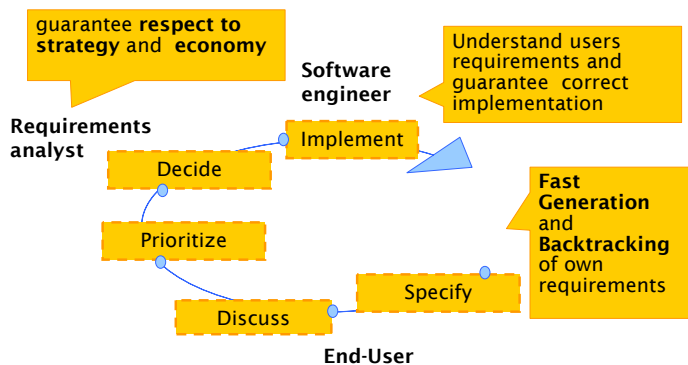 guarantee respect to
strategy and economy
Software
engineer
Understand users
requirements and
guarantee correct
implementation
Requirements
analyst
Implement
Decide
Fast
Generation
and
Backtracking
of own
requirements
Prioritize
Specify
Discuss
End-User